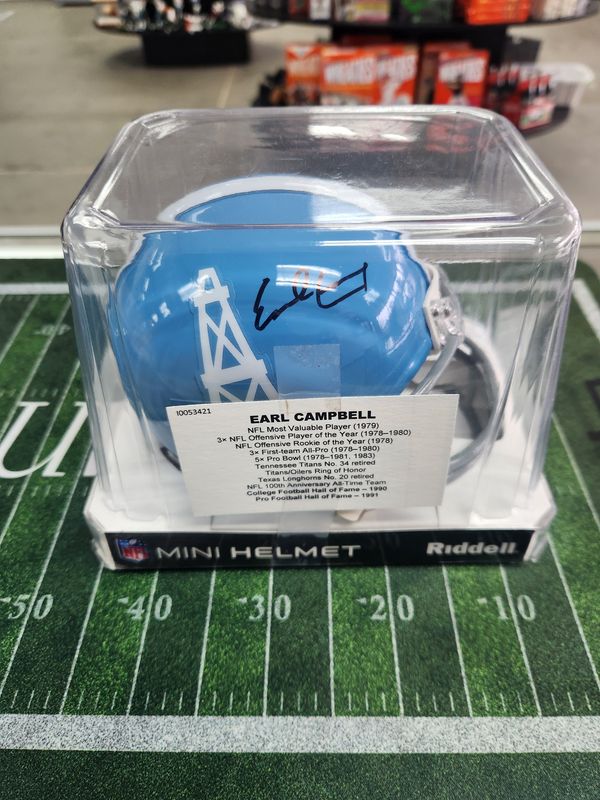 WHEATIES
Earl C
10053421
EARL CAMPBELL
NFL Most Valuable Player (1979)
3× NFL Offensive Player of the Year (1978–1980)
NFL Offensive Rookie of the Year (1978)
3× First-team All-Pro (1978–1980)
5× Pro Bowl (1978–1981, 1983)
Tennessee Titans No. 34 retired
Titans/Oilers Ring of Honor
Texas Longhorns No. 20 retired
NFL 100th Anniversary All-Time Team
College Football Hall of Fame – 1990
Pro Football Hall of Fame – 1991
NFL MINI HELMET Riddell
50 40 30 20 10